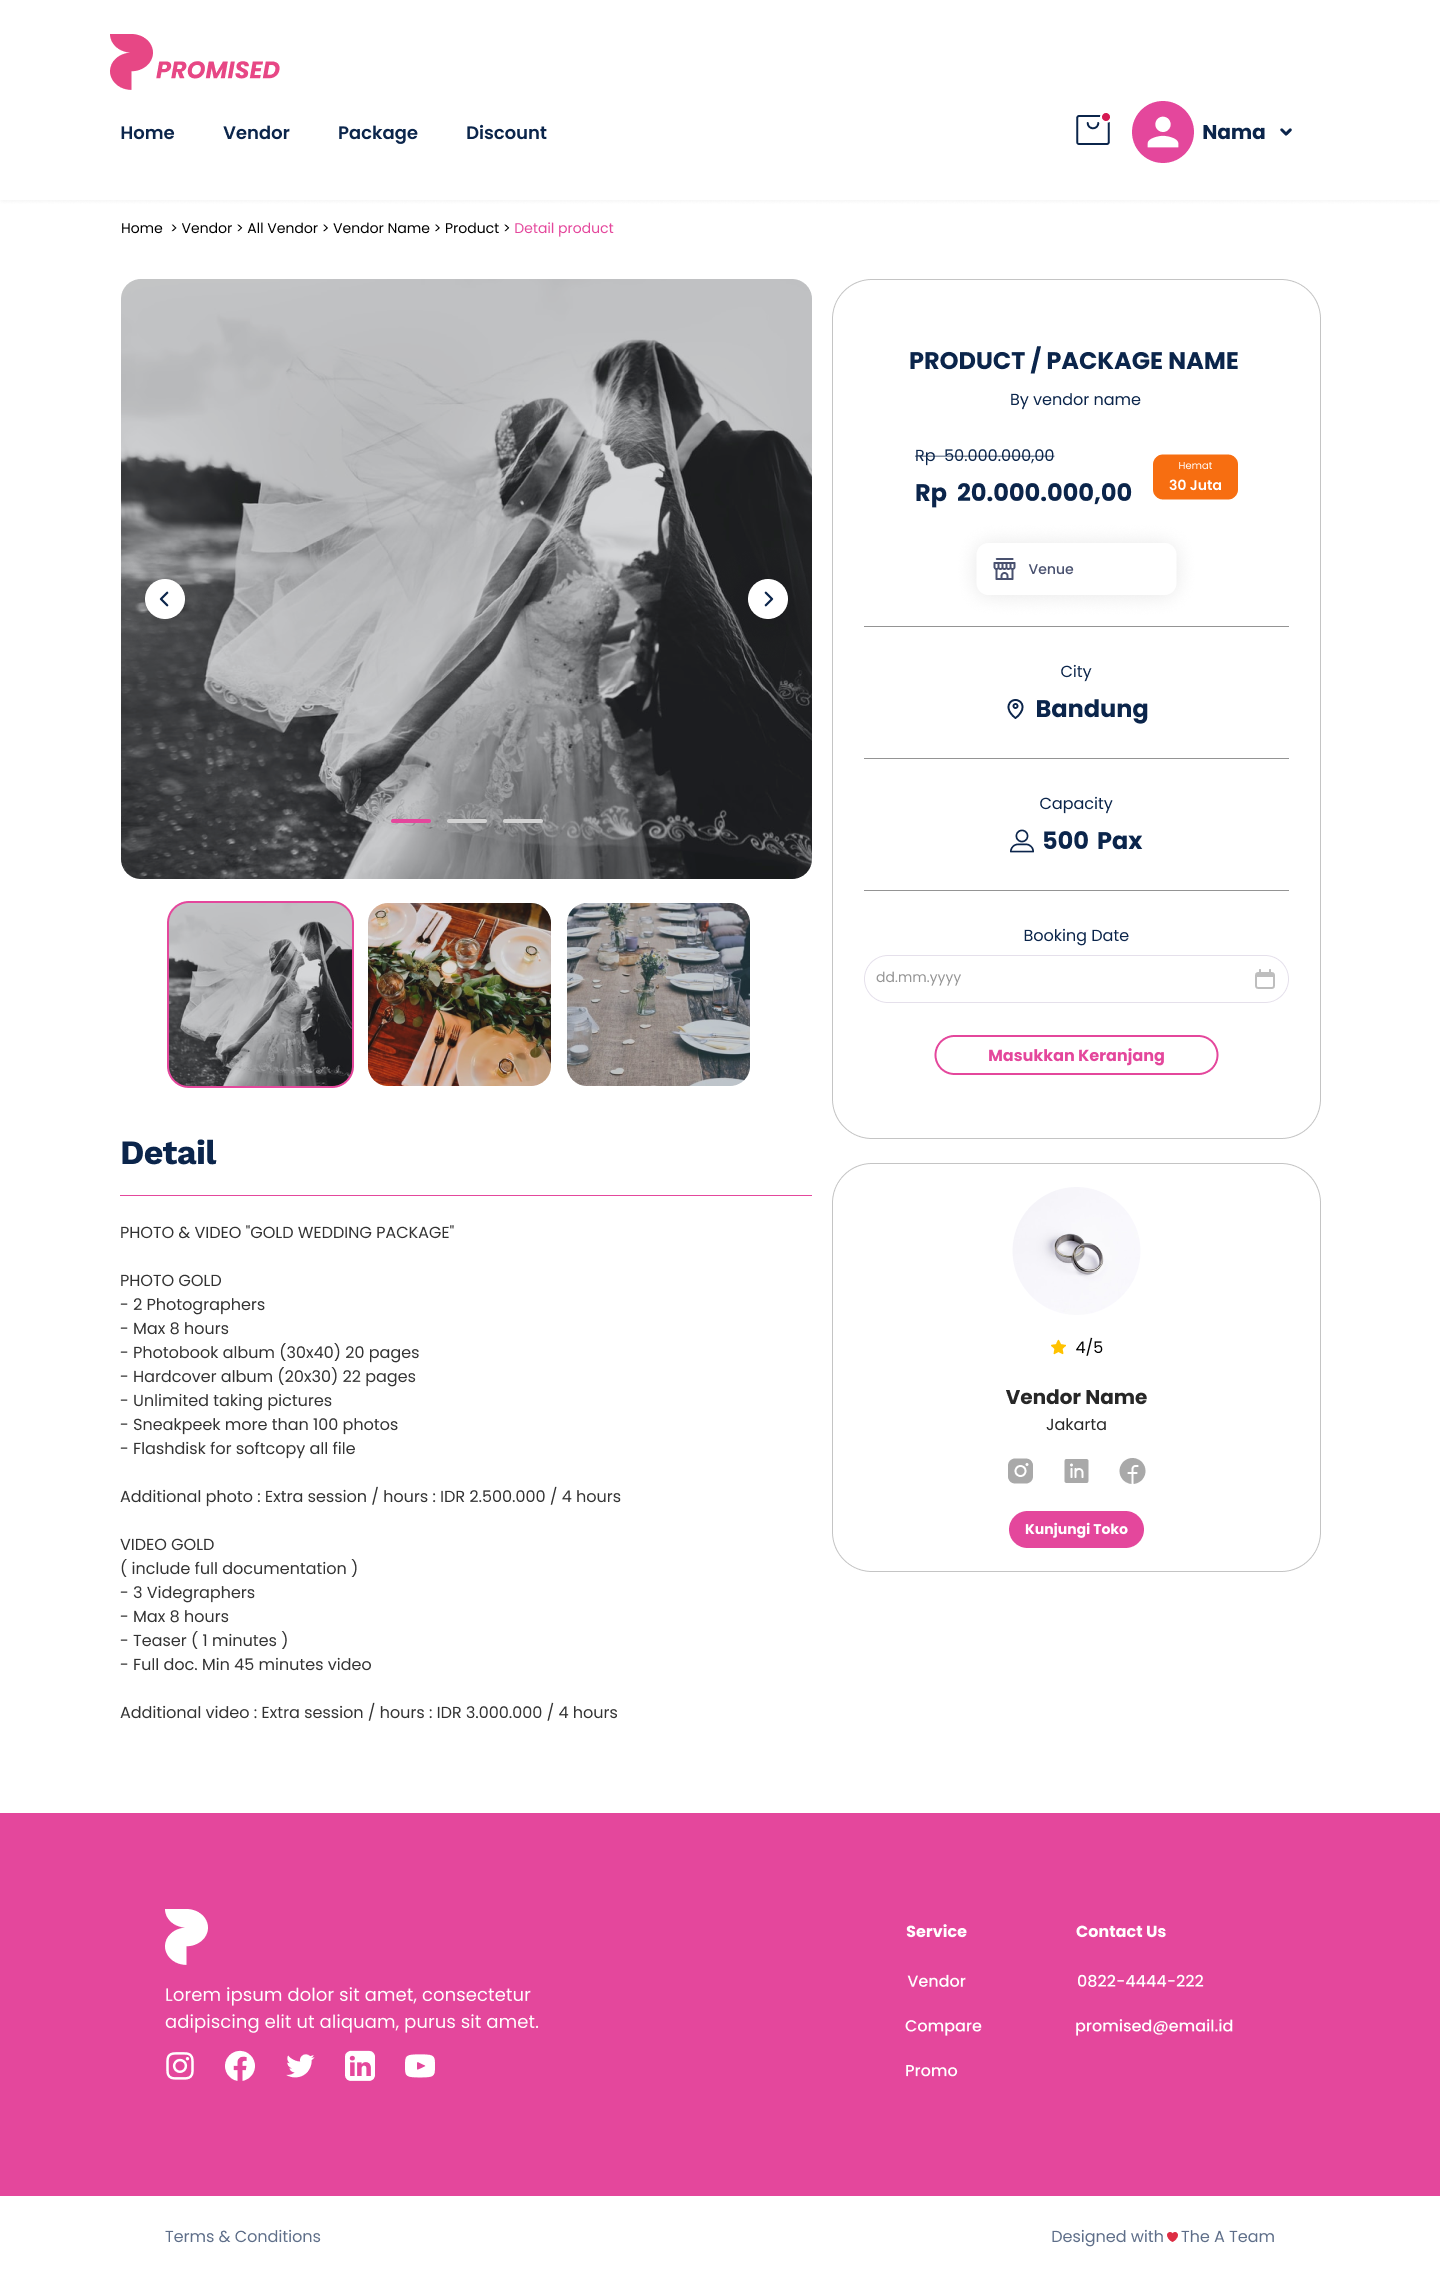 PROMISED
Home Vendor Package Discount
Nama
Home > Vendor > All Vendor > Vendor Name > Product > Detail product
PRODUCT / PACKAGE NAME
By vendor name
Rp 50.000.000,00
Rp 20.000.000,00
Hemat
30 Juta
Venue
City
Bandung
Capacity
500 Pax
Booking Date
dd.mm.yyyy
Masukkan Keranjang
Detail
PHOTO & VIDEO "GOLD WEDDING PACKAGE"
PHOTO GOLD
- 2 Photographers
- Max 8 hours
- Photobook album (30x40) 20 pages
- Hardcover album (20x30) 22 pages
- Unlimited taking pictures
- Sneakpeek more than 100 photos
- Flashdisk for softcopy all file
Additional photo : Extra session / hours : IDR 2.500.000 / 4 hours
VIDEO GOLD
( include full documentation )
- 3 Videgraphers
- Max 8 hours
- Teaser ( 1 minutes )
- Full doc. Min 45 minutes video
Additional video : Extra session / hours : IDR 3.000.000 / 4 hours
4/5
Vendor Name
Jakarta
Kunjungi Toko
Lorem ipsum dolor sit amet, consectetur
adipiscing elit ut aliquam, purus sit amet.
Service
Vendor
Compare
Promo
Contact Us
0822-4444-222
promised@email.id
Terms & Conditions
Designed with The A Team